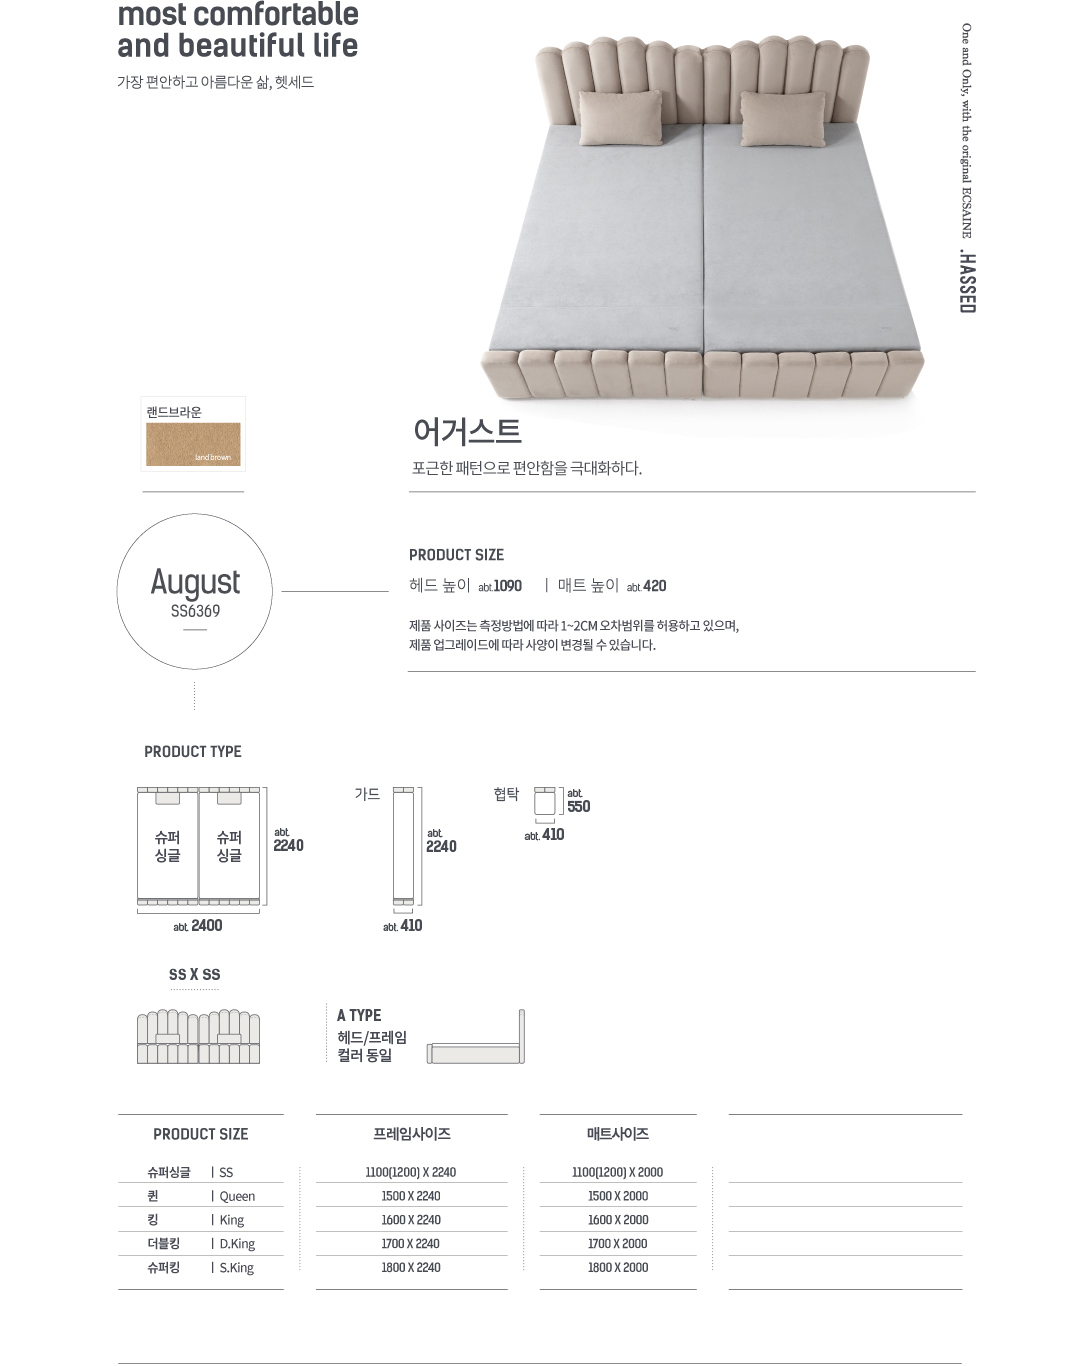 most comfortable
and beautiful life
가장 편안하고 아름다운 삶, 헷세드
One and Only, with the original ECSAINE .HASSED
랜드브라운
land brown
어거스트
포근한 패턴으로 편안함을 극대화하다.
August
SS6369
PRODUCT SIZE
헤드 높이 abt.1090 | 매트 높이 abt.420
제품 사이즈는 측정방법에 따라 1~2CM 오차범위를 허용하고 있으며,
제품 업그레이드에 따라 사양이 변경될 수 있습니다.
PRODUCT TYPE
슈퍼
싱글
슈퍼
싱글
abt.
2240
abt. 2400
가드
abt.
2240
abt. 410
협탁
abt.
550
abt. 410
SS X SS
A TYPE
헤드/프레임
컬러 동일
PRODUCT SIZE 프레임사이즈 매트사이즈
슈퍼싱글 | SS 1100(1200) X 2240 1100(1200) X 2000
퀸 | Queen 1500 X 2240 1500 X 2000
킹 | King 1600 X 2240 1600 X 2000
더블킹 | D.King 1700 X 2240 1700 X 2000
슈퍼킹 | S.King 1800 X 2240 1800 X 2000